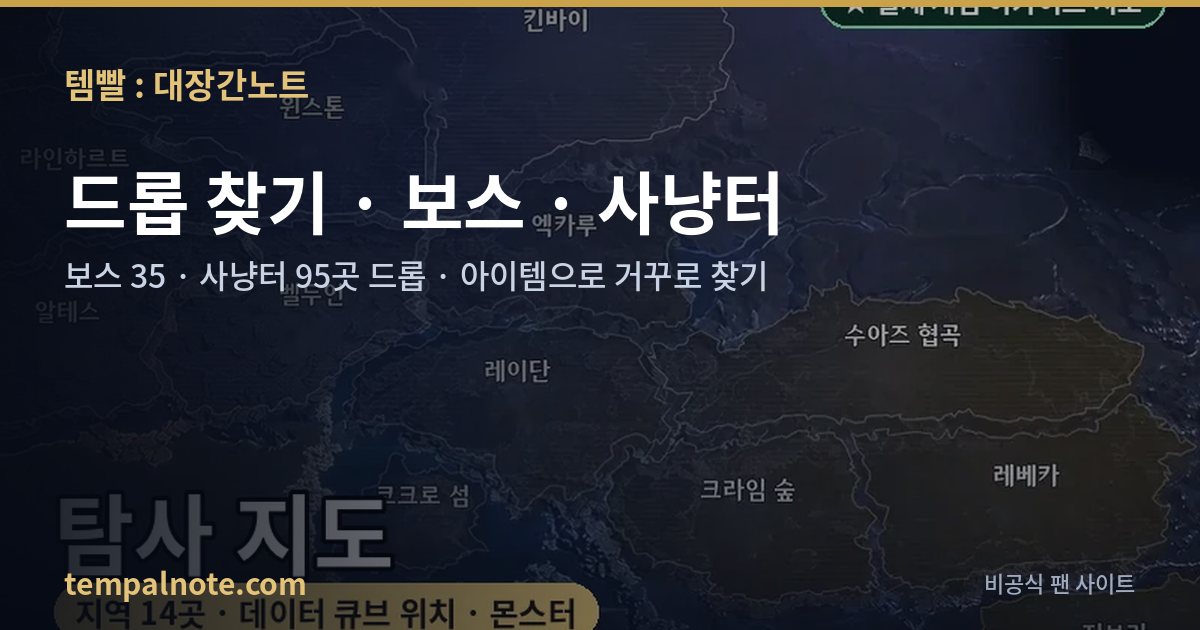 킨바이
템빨 : 대장간노트
윈스톤
라인하르트
드롭 찾기 · 보스 · 사냥터
엑카루
보스 35 · 사냥터 95곳 드롭 · 아이템으로 거꾸로 찾기
벨두인
알테스
수아즈 협곡
레이단
레베카
크라임 숲
코크로 섬
탐사 지도
tempalnote.com
비공식 팬 사이트
지역 14곳 · 데이터 큐브 위치 · 몬스터